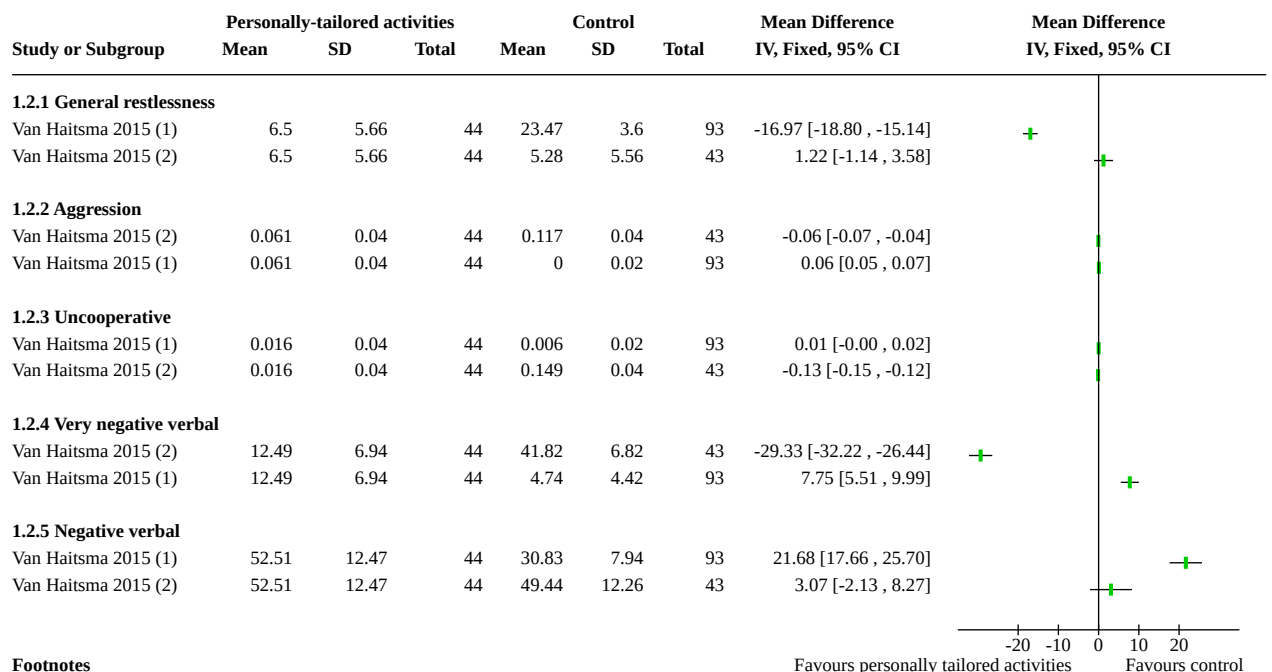 Personally-tailored activities Control Mean Difference Mean Difference
Study or Subgroup Mean SD Total Mean SD Total IV, Fixed, 95% CI IV, Fixed, 95% CI
1.2.1 General restlessness
Van Haitsma 2015 (1) 6.5 5.66 44 23.47 3.6 93 -16.97 [-18.80 , -15.14]
Van Haitsma 2015 (2) 6.5 5.66 44 5.28 5.56 43 1.22 [-1.14 , 3.58]
1.2.2 Aggression
Van Haitsma 2015 (2) 0.061 0.04 44 0.117 0.04 43 -0.06 [-0.07 , -0.04]
Van Haitsma 2015 (1) 0.061 0.04 44 0 0.02 93 0.06 [0.05 , 0.07]
1.2.3 Uncooperative
Van Haitsma 2015 (1) 0.016 0.04 44 0.006 0.02 93 0.01 [-0.00 , 0.02]
Van Haitsma 2015 (2) 0.016 0.04 44 0.149 0.04 43 -0.13 [-0.15 , -0.12]
1.2.4 Very negative verbal
Van Haitsma 2015 (2) 12.49 6.94 44 41.82 6.82 43 -29.33 [-32.22 , -26.44]
Van Haitsma 2015 (1) 12.49 6.94 44 4.74 4.42 93 7.75 [5.51 , 9.99]
1.2.5 Negative verbal
Van Haitsma 2015 (1) 52.51 12.47 44 30.83 7.94 93 21.68 [17.66 , 25.70]
Van Haitsma 2015 (2) 52.51 12.47 44 49.44 12.26 43 3.07 [-2.13 , 8.27]
-20 -10 0 10 20
Footnotes Favours personally tailored activities Favours control